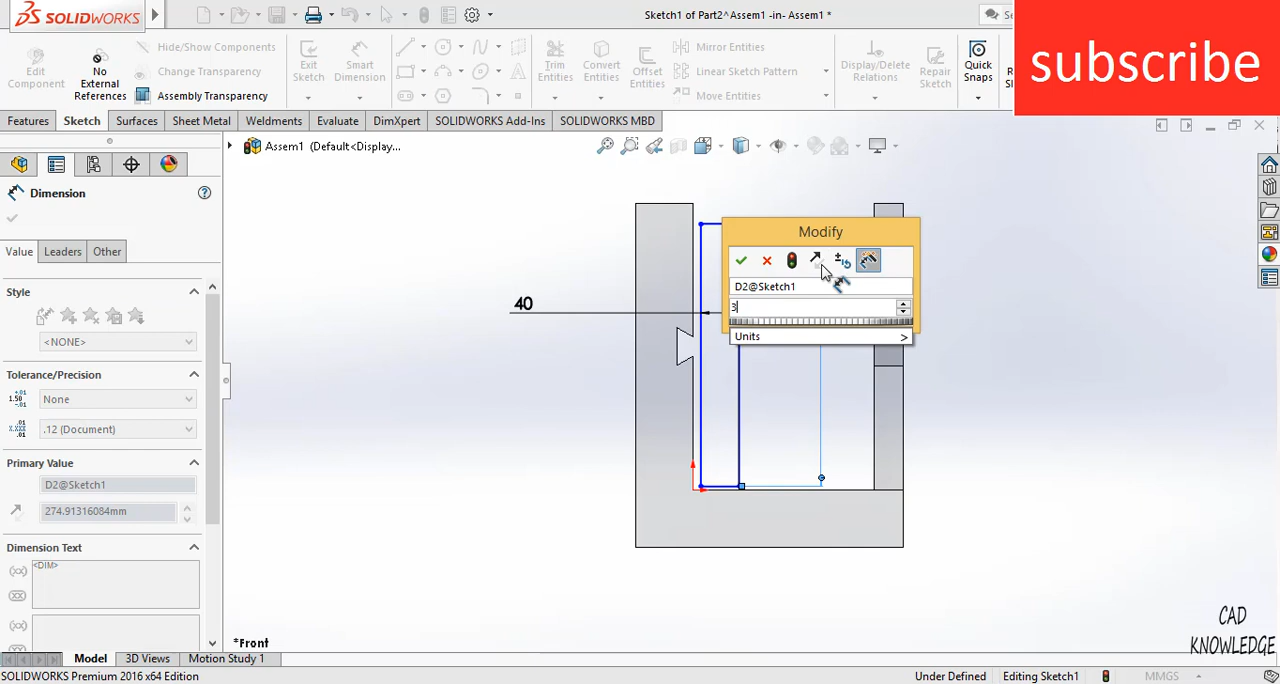 SOLIDWORKS
Sketch1 of Part2^Assem1 -in- Assem1 *
subscribe
Edit Component
No External References
Hide/Show Components
Change Transparency
Assembly Transparency
Exit Sketch
Smart Dimension
Trim Entities
Convert Entities
Offset Entities
Mirror Entities
Linear Sketch Pattern
Move Entities
Display/Delete Relations
Repair Sketch
Quick Snaps
Features
Sketch
Surfaces
Sheet Metal
Weldments
Evaluate
DimXpert
SOLIDWORKS Add-Ins
SOLIDWORKS MBD
Assem1 (Default<Display...
Dimension
Value
Leaders
Other
Style
<NONE>
Tolerance/Precision
None
.12 (Document)
Primary Value
D2@Sketch1
274.91316084mm
Dimension Text
<DIM>
40
Modify
D2@Sketch1
3
Units
*Front
CAD
KNOWLEDGE
Model
3D Views
Motion Study 1
SOLIDWORKS Premium 2016 x64 Edition
Under Defined
Editing Sketch1
MMGS